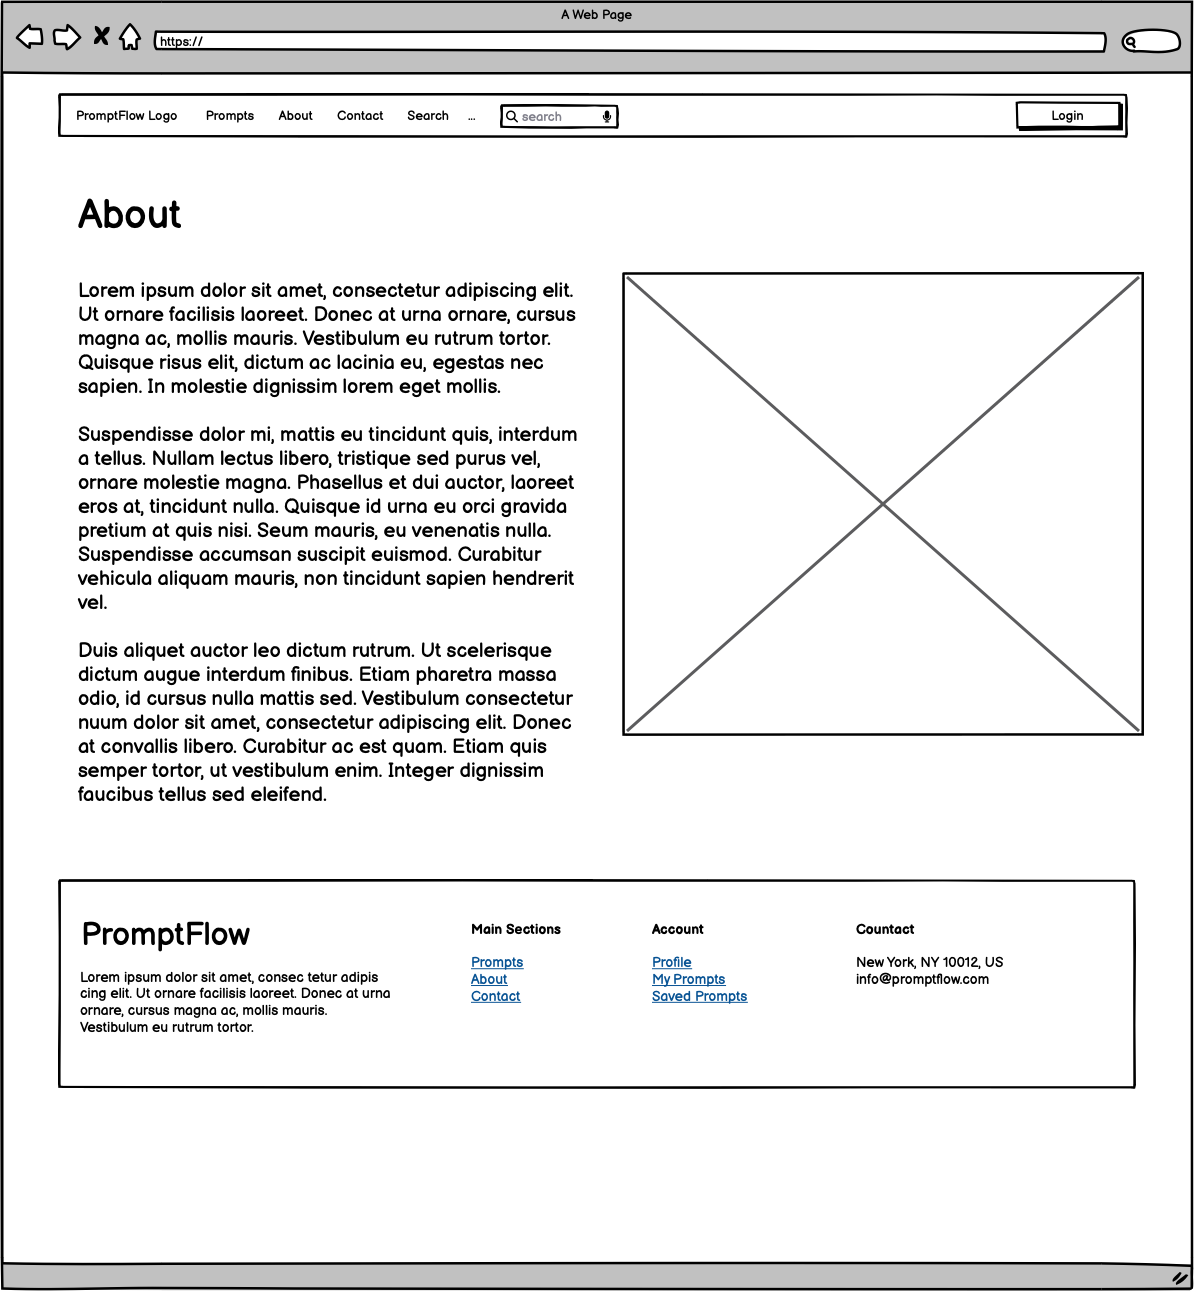 A Web Page
https://
PromptFlow Logo Prompts About Contact Search ... search Login
About
Lorem ipsum dolor sit amet, consectetur adipiscing elit.
Ut ornare facilisis laoreet. Donec at urna ornare, cursus
magna ac, mollis mauris. Vestibulum eu rutrum tortor.
Quisque risus elit, dictum ac lacinia eu, egestas nec
sapien. In molestie dignissim lorem eget mollis.
Suspendisse dolor mi, mattis eu tincidunt quis, interdum
a tellus. Nullam lectus libero, tristique sed purus vel,
ornare molestie magna. Phasellus et dui auctor, laoreet
eros at, tincidunt nulla. Quisque id urna eu orci gravida
pretium at quis nisi. Seum mauris, eu venenatis nulla.
Suspendisse accumsan suscipit euismod. Curabitur
vehicula aliquam mauris, non tincidunt sapien hendrerit
vel.
Duis aliquet auctor leo dictum rutrum. Ut scelerisque
dictum augue interdum finibus. Etiam pharetra massa
odio, id cursus nulla mattis sed. Vestibulum consectetur
nuum dolor sit amet, consectetur adipiscing elit. Donec
at convallis libero. Curabitur ac est quam. Etiam quis
semper tortor, ut vestibulum enim. Integer dignissim
faucibus tellus sed eleifend.
PromptFlow
Lorem ipsum dolor sit amet, consec tetur adipis
cing elit. Ut ornare facilisis laoreet. Donec at urna
ornare, cursus magna ac, mollis mauris.
Vestibulum eu rutrum tortor.
Main Sections
Prompts
About
Contact
Account
Profile
My Prompts
Saved Prompts
Countact
New York, NY 10012, US
info@promptflow.com